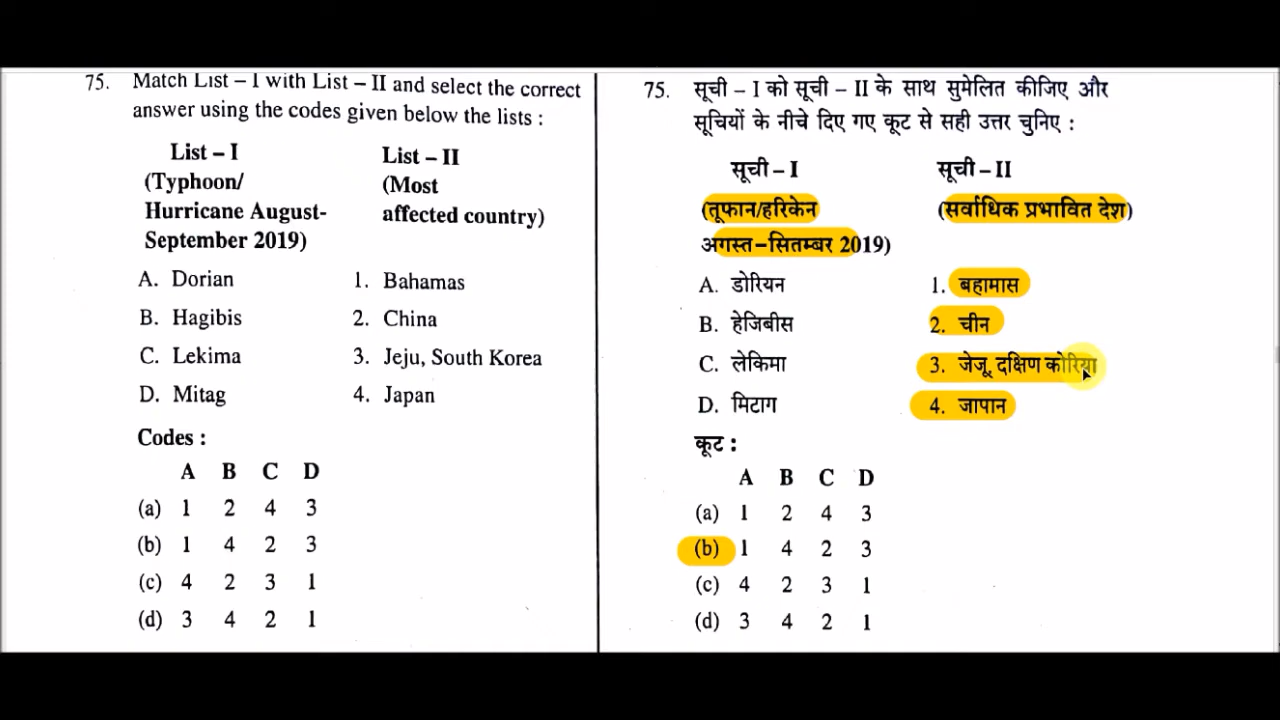 75. Match List – I with List – II and select the correct
answer using the codes given below the lists :
List – I
(Typhoon/
Hurricane August-
September 2019)
List – II
(Most
affected country)
A. Dorian 1. Bahamas
B. Hagibis 2. China
C. Lekima 3. Jeju, South Korea
D. Mitag 4. Japan
Codes :
A B C D
(a) 1 2 4 3
(b) 1 4 2 3
(c) 4 2 3 1
(d) 3 4 2 1
75. सूची – I को सूची – II के साथ सुमेलित कीजिए और
सूचियों के नीचे दिए गए कूट से सही उत्तर चुनिए :
सूची – I
(तूफान/हरिकेन
अगस्त–सितम्बर 2019)
सूची – II
(सर्वाधिक प्रभावित देश)
A. डोरियन 1. बहामास
B. हेजिबीस 2. चीन
C. लेकिमा 3. जेजू, दक्षिण कोरिया
D. मिटाग 4. जापान
कूट :
A B C D
(a) 1 2 4 3
(b) 1 4 2 3
(c) 4 2 3 1
(d) 3 4 2 1